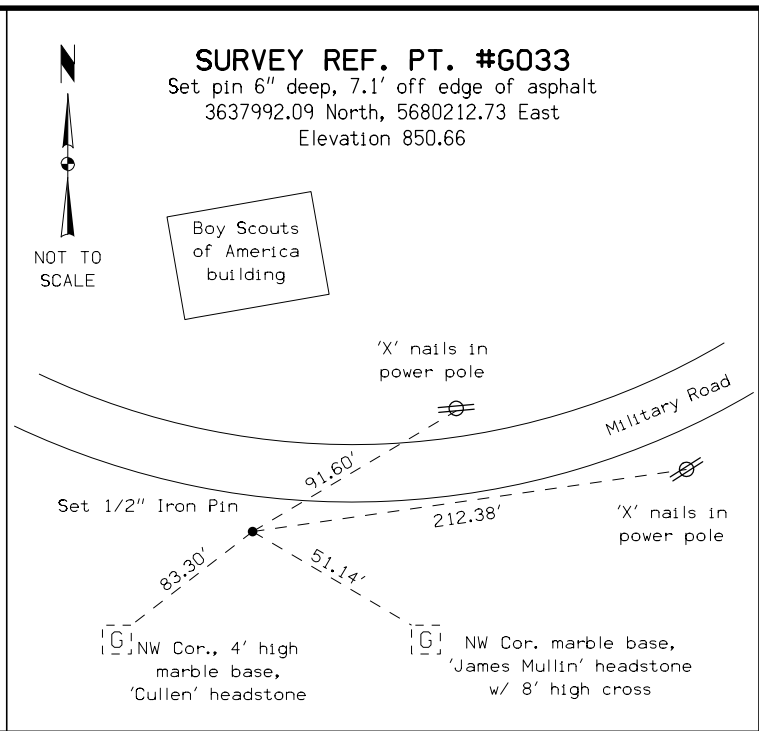 N
SURVEY REF. PT. #G033
Set pin 6" deep, 7.1' off edge of asphalt
3637992.09 North, 5680212.73 East
Elevation 850.66
NOT TO
SCALE
Boy Scouts
of America
building
'X' nails in
power pole
Military Road
91.60'
Set 1/2" Iron Pin
212.38'
'X' nails in
power pole
83.30'
51.14'
G
NW Cor., 4' high
marble base,
'Cullen' headstone
G
NW Cor. marble base,
'James Mullin' headstone
w/ 8' high cross